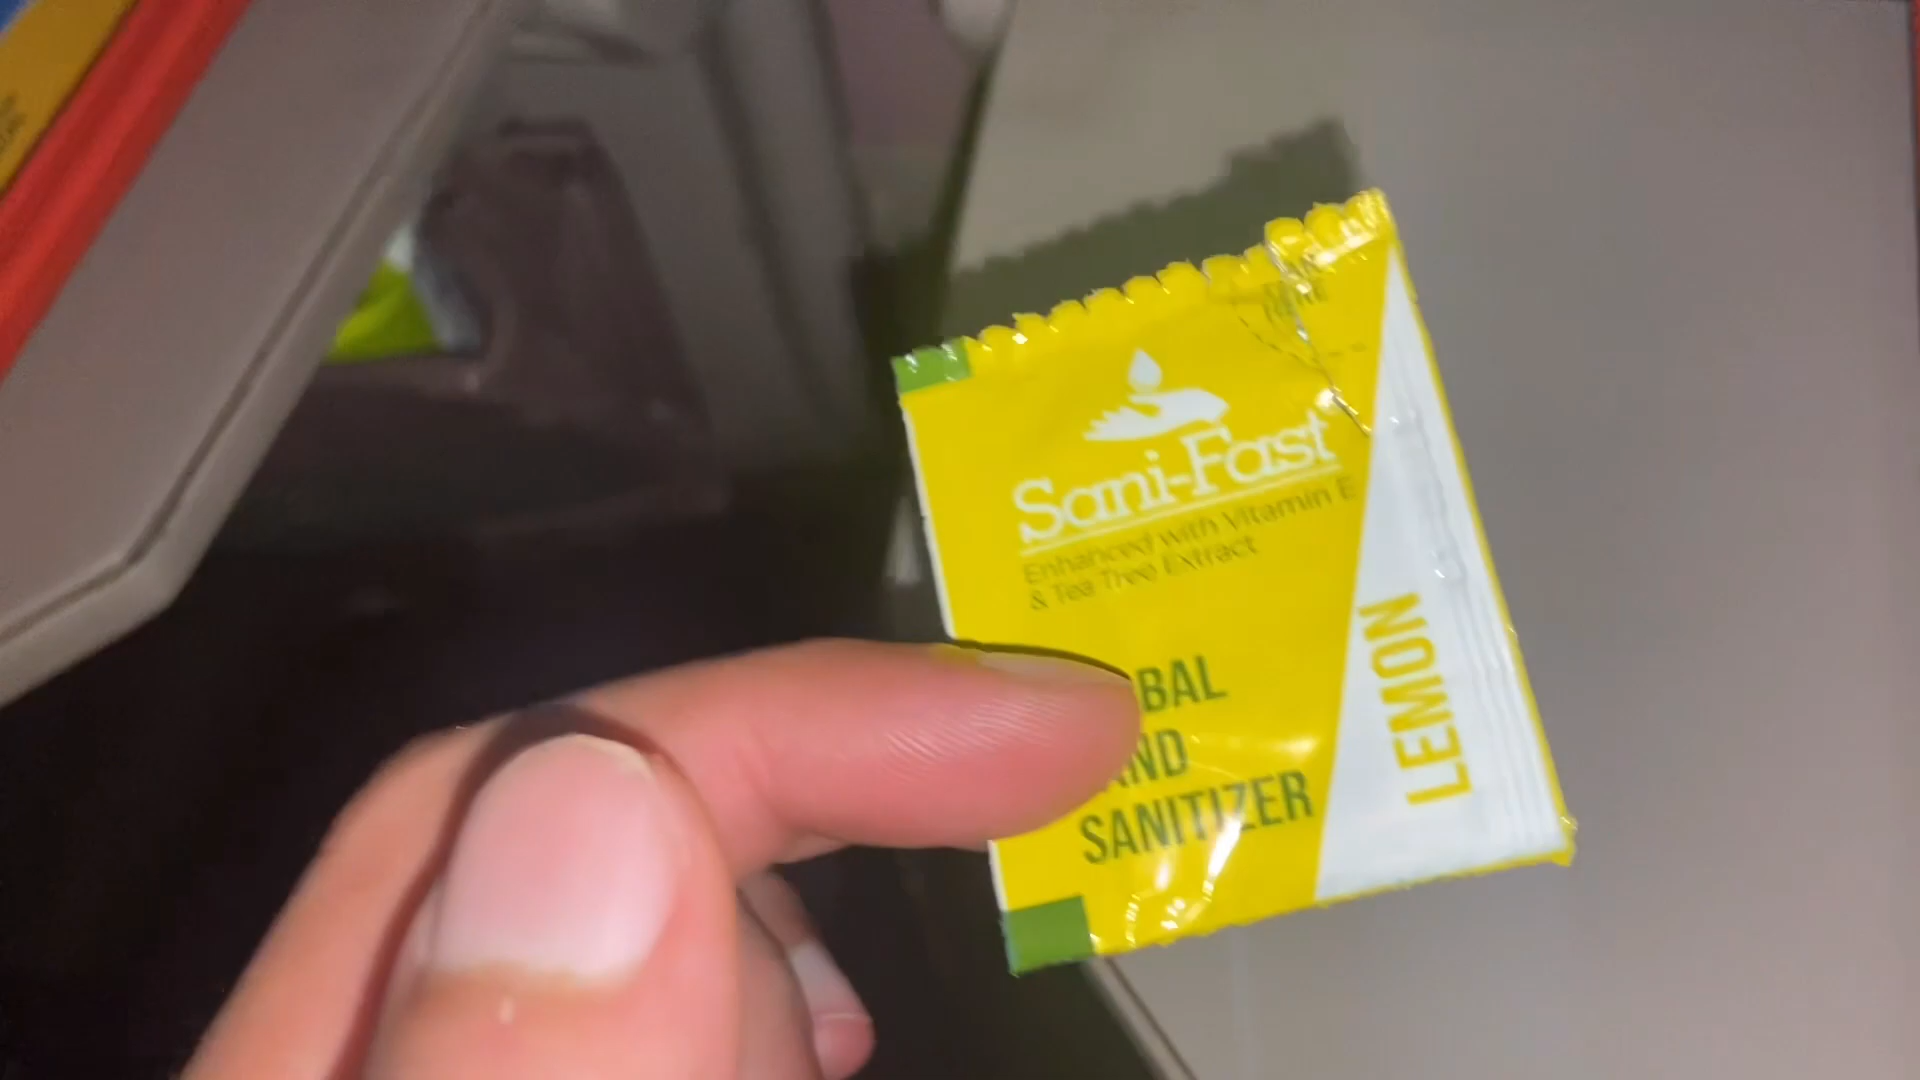 Sani-Fast
Enhanced with Vitamin E
& Tea Tree Extract
BAL
ND
SANITIZER
LEMON